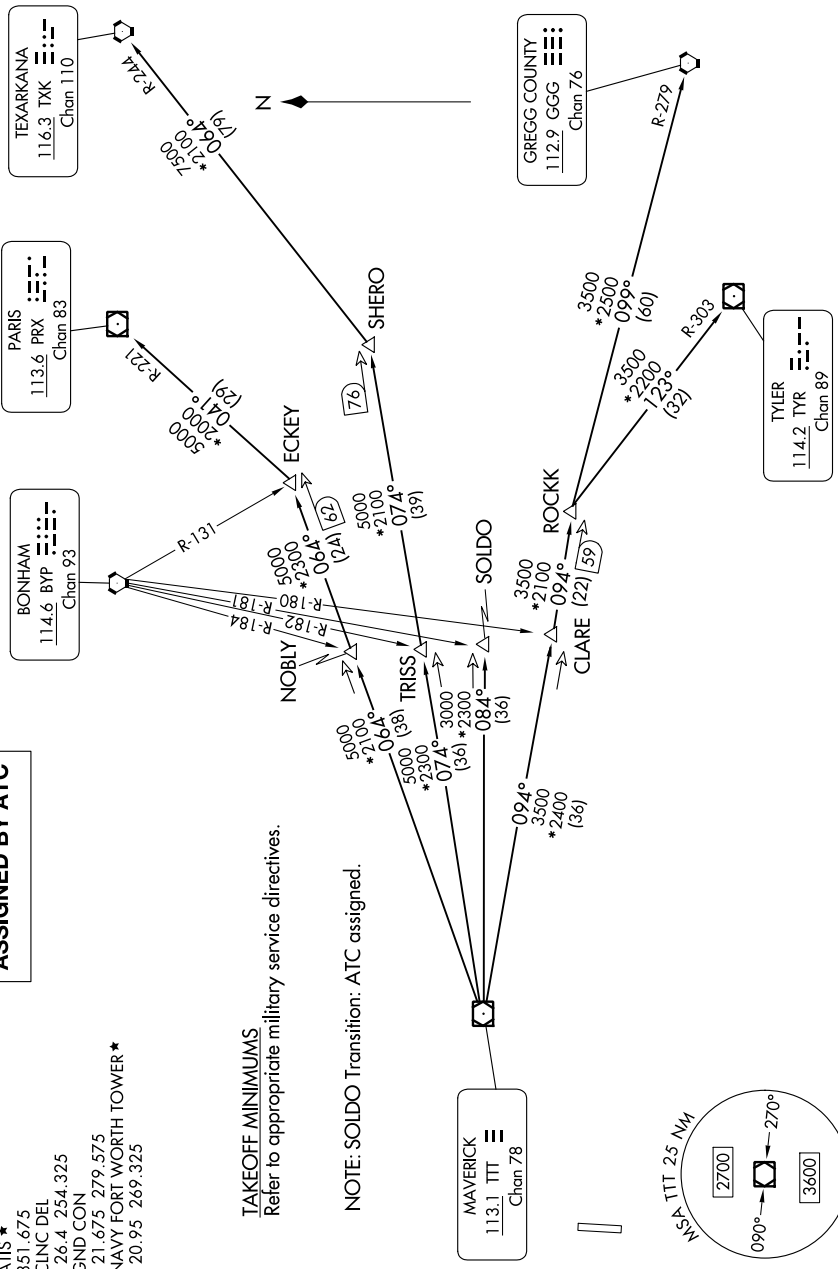 ATIS ★
351.675
CLNC DEL
26.4 254.325
GND CON
21.675 279.575
NAVY FORT WORTH TOWER ★
20.95 269.325
ASSIGNED BY ATC
TAKEOFF MINIMUMS
Refer to appropriate military service directives.
NOTE: SOLDO Transition: ATC assigned.
BONHAM
114.6 BYP
Chan 93
PARIS
113.6 PRX
Chan 83
TEXARKANA
116.3 TXK
Chan 110
N
R-244
7500
*2100
064°
(79)
R-221
5000
*2000
041°
(29)
R-131
R-184
R-182
R-181
R-180
ECKEY
62
5000
*2300
064°
(24)
NOBLY
5000
*2100
064°
(38)
SHERO
76
5000
*2100
074°
(39)
TRISS
5000
*2300
074°
(36)
SOLDO
3000
*2300
084°
(36)
ROCKK
59
3500
*2100
094°
(22)
CLARE
094°
3500
*2400
(36)
3500
*2500
099°
(60)
R-279
3500
*2200
123°
(32)
R-303
GREGG COUNTY
112.9 GGG
Chan 76
TYLER
114.2 TYR
Chan 89
MAVERICK
113.1 TTT
Chan 78
MSA TTT 25 NM
2700
090°
270°
3600